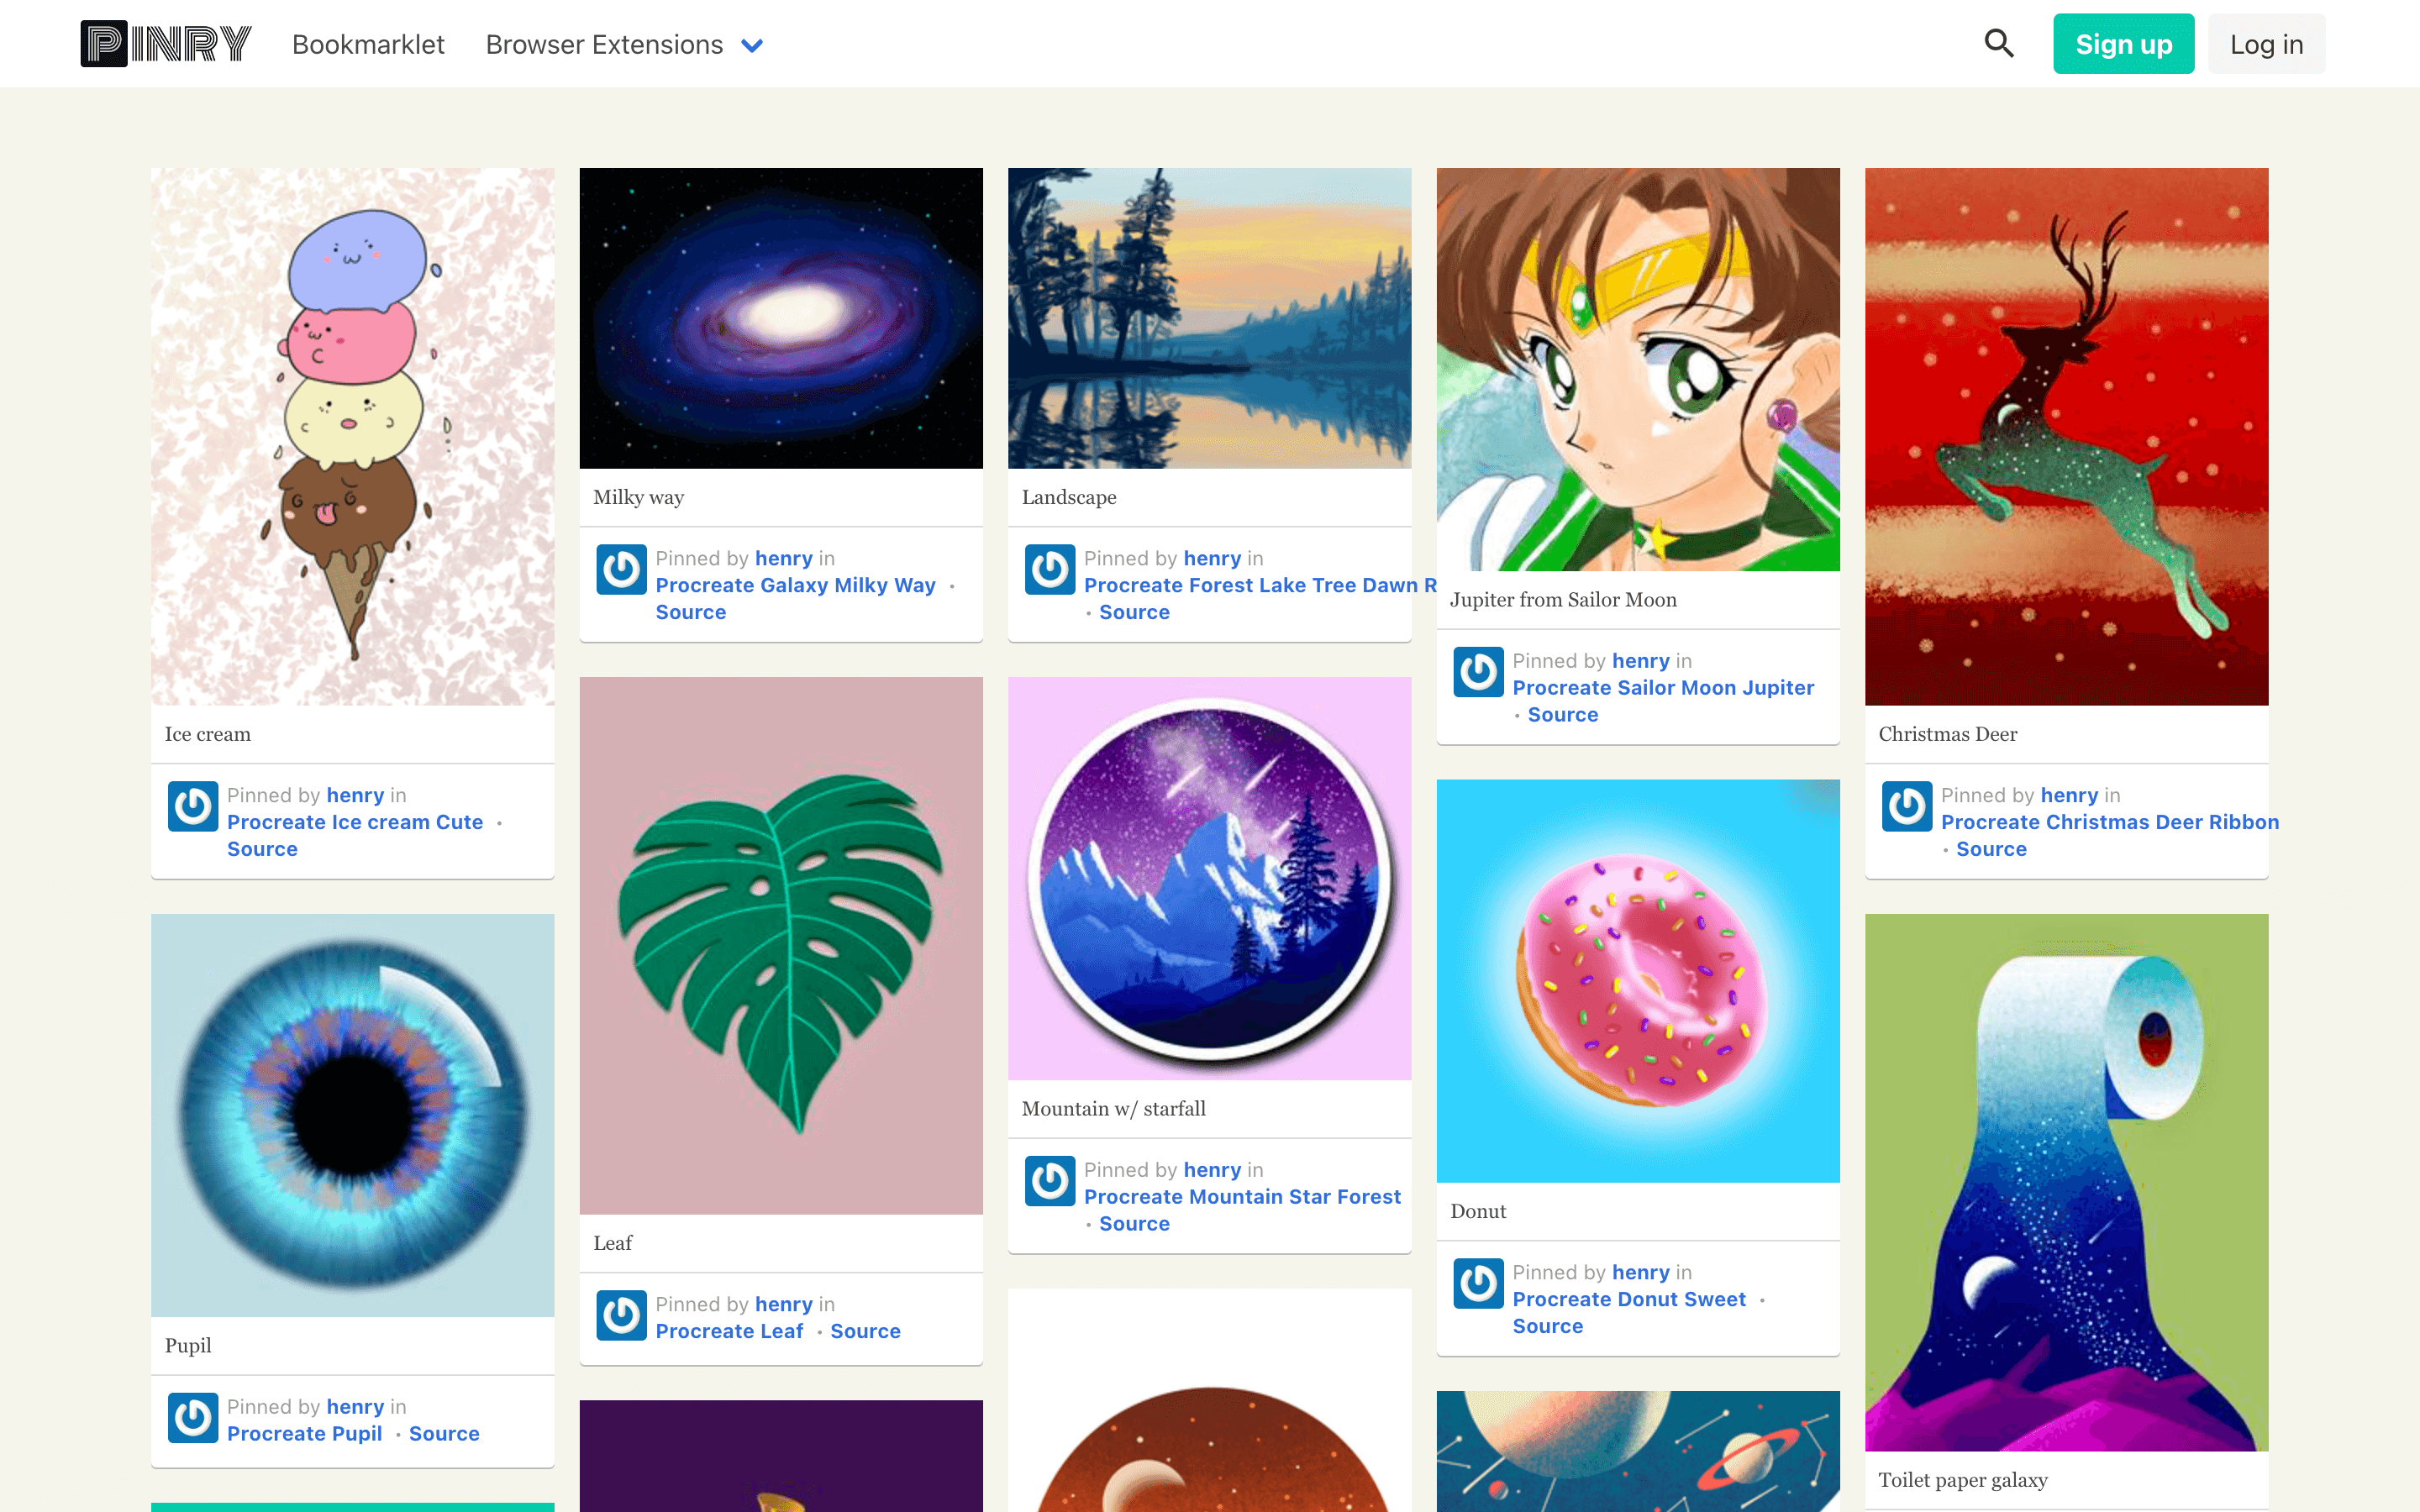 PINRY
Bookmarklet
Browser Extensions
Sign up
Log in
Ice cream
Pinned by henry in
Procreate Ice cream Cute •
Source
Pupil
Pinned by henry in
Procreate Pupil • Source
Milky way
Pinned by henry in
Procreate Galaxy Milky Way •
Source
Leaf
Pinned by henry in
Procreate Leaf • Source
Landscape
Pinned by henry in
Procreate Forest Lake Tree Dawn R
• Source
Mountain w/ starfall
Pinned by henry in
Procreate Mountain Star Forest
• Source
Jupiter from Sailor Moon
Pinned by henry in
Procreate Sailor Moon Jupiter
• Source
Donut
Pinned by henry in
Procreate Donut Sweet •
Source
Christmas Deer
Pinned by henry in
Procreate Christmas Deer Ribbon
• Source
Toilet paper galaxy